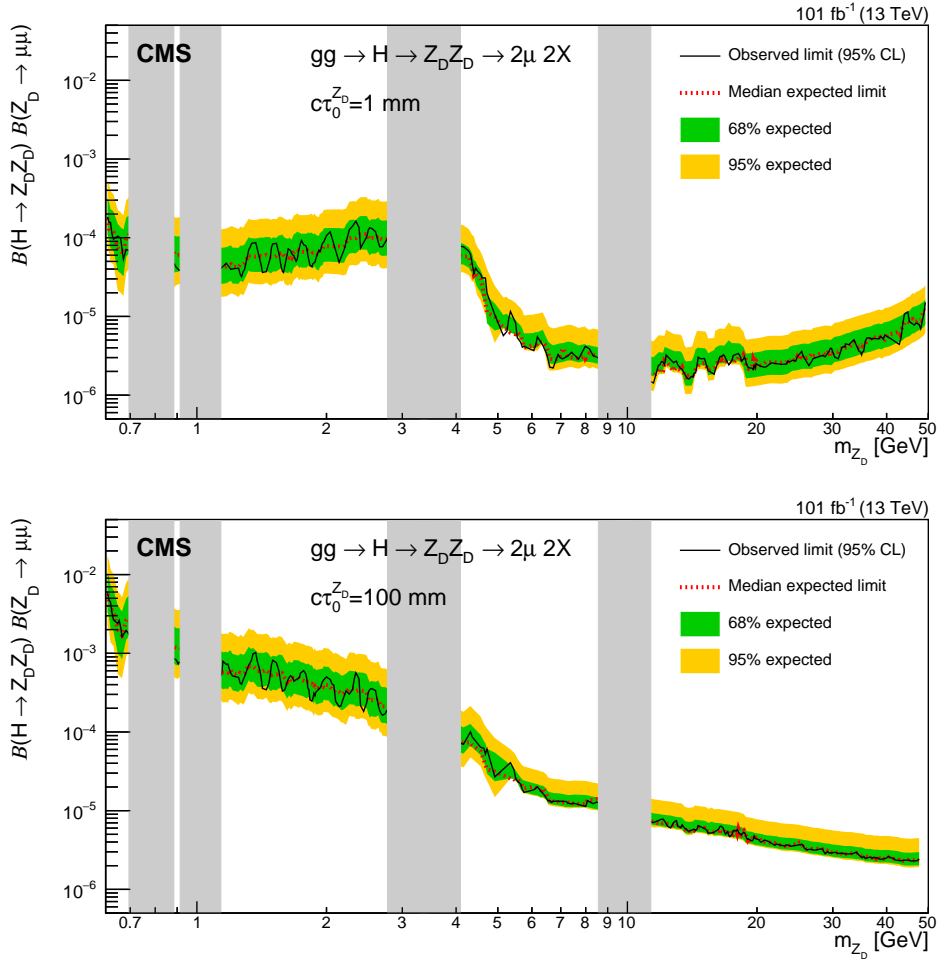 101 fb⁻¹ (13 TeV)
CMS
gg → H → Z_D Z_D → 2μ 2X
cτ₀^{Z_D}=1 mm
Observed limit (95% CL)
Median expected limit
68% expected
95% expected
B(H → Z_D Z_D) B(Z_D → μμ)
10⁻²
10⁻³
10⁻⁴
10⁻⁵
10⁻⁶
0.7 1 2 3 4 5 6 7 8 9 10 20 30 40 50
m_{Z_D} [GeV]
101 fb⁻¹ (13 TeV)
CMS
gg → H → Z_D Z_D → 2μ 2X
cτ₀^{Z_D}=100 mm
Observed limit (95% CL)
Median expected limit
68% expected
95% expected
B(H → Z_D Z_D) B(Z_D → μμ)
10⁻²
10⁻³
10⁻⁴
10⁻⁵
10⁻⁶
0.7 1 2 3 4 5 6 7 8 9 10 20 30 40 50
m_{Z_D} [GeV]